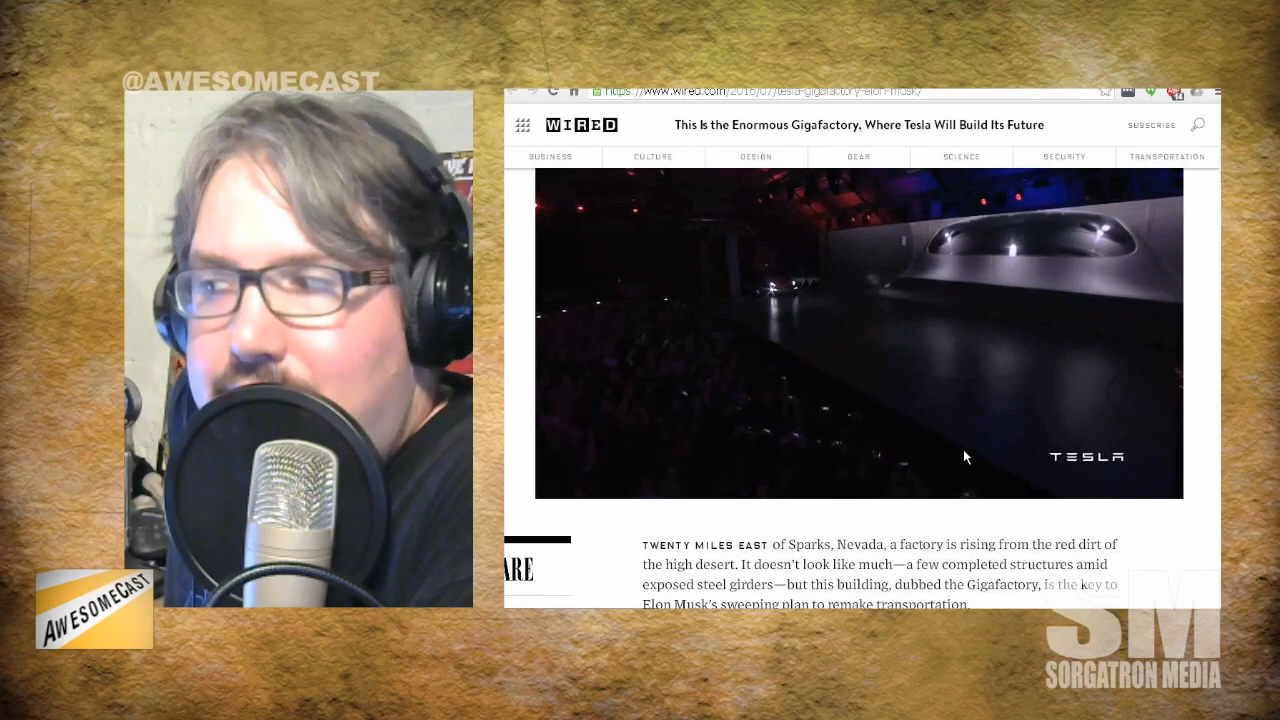 @AWESOMECAST
https://www.wired.com/2016/07/tesla-gigafactory-elon-musk/
14
WIRED
This Is the Enormous Gigafactory, Where Tesla Will Build Its Future
SUBSCRIBE
BUSINESS
CULTURE
DESIGN
GEAR
SCIENCE
SECURITY
TRANSPORTATION
TESLA
TWENTY MILES EAST of Sparks, Nevada, a factory is rising from the red dirt of
the high desert. It doesn't look like much—a few completed structures amid
exposed steel girders—but this building, dubbed the Gigafactory, is the key to
Elon Musk's sweeping plan to remake transportation.
ARE
AWESOMECAST
SM
SORGATRON MEDIA